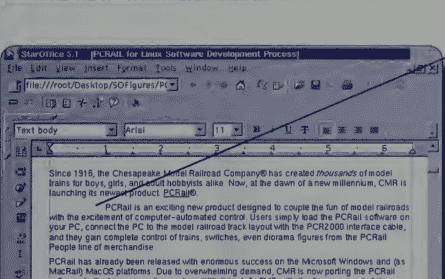 StarOffice 5.1 [PCRAIL for Linux Software Development Process]
File Edit View Insert Format Tools Window Help
file:///root/Desktop/SOFigures/PC
Text body Arial 11 B i U T
1 2 3 4 5 6
Since 1916, the Chesapeake Model Railroad Company® has created thousands of model
trains for boys, girls, and adult hobbyists alike Now, at the dawn of a new millennium, CMR is
launching its newest product PCRail®.
PCRail is an exciting new product designed to couple the fun of model railroads
with the excitement of computer-automated control. Users simply load the PCRail software on
your PC, connect the PC to the model railroad track layout with the PCR2000 interface cable,
and they gain complete control of trains, switches, even diorama figures from the PCRail
People line of merchandise
PCRail has already been released with enormous success on the Microsoft Windows and (as
MacRail) MacOS platforms. Due to overwhelming demand, CMR is now porting the PCRail